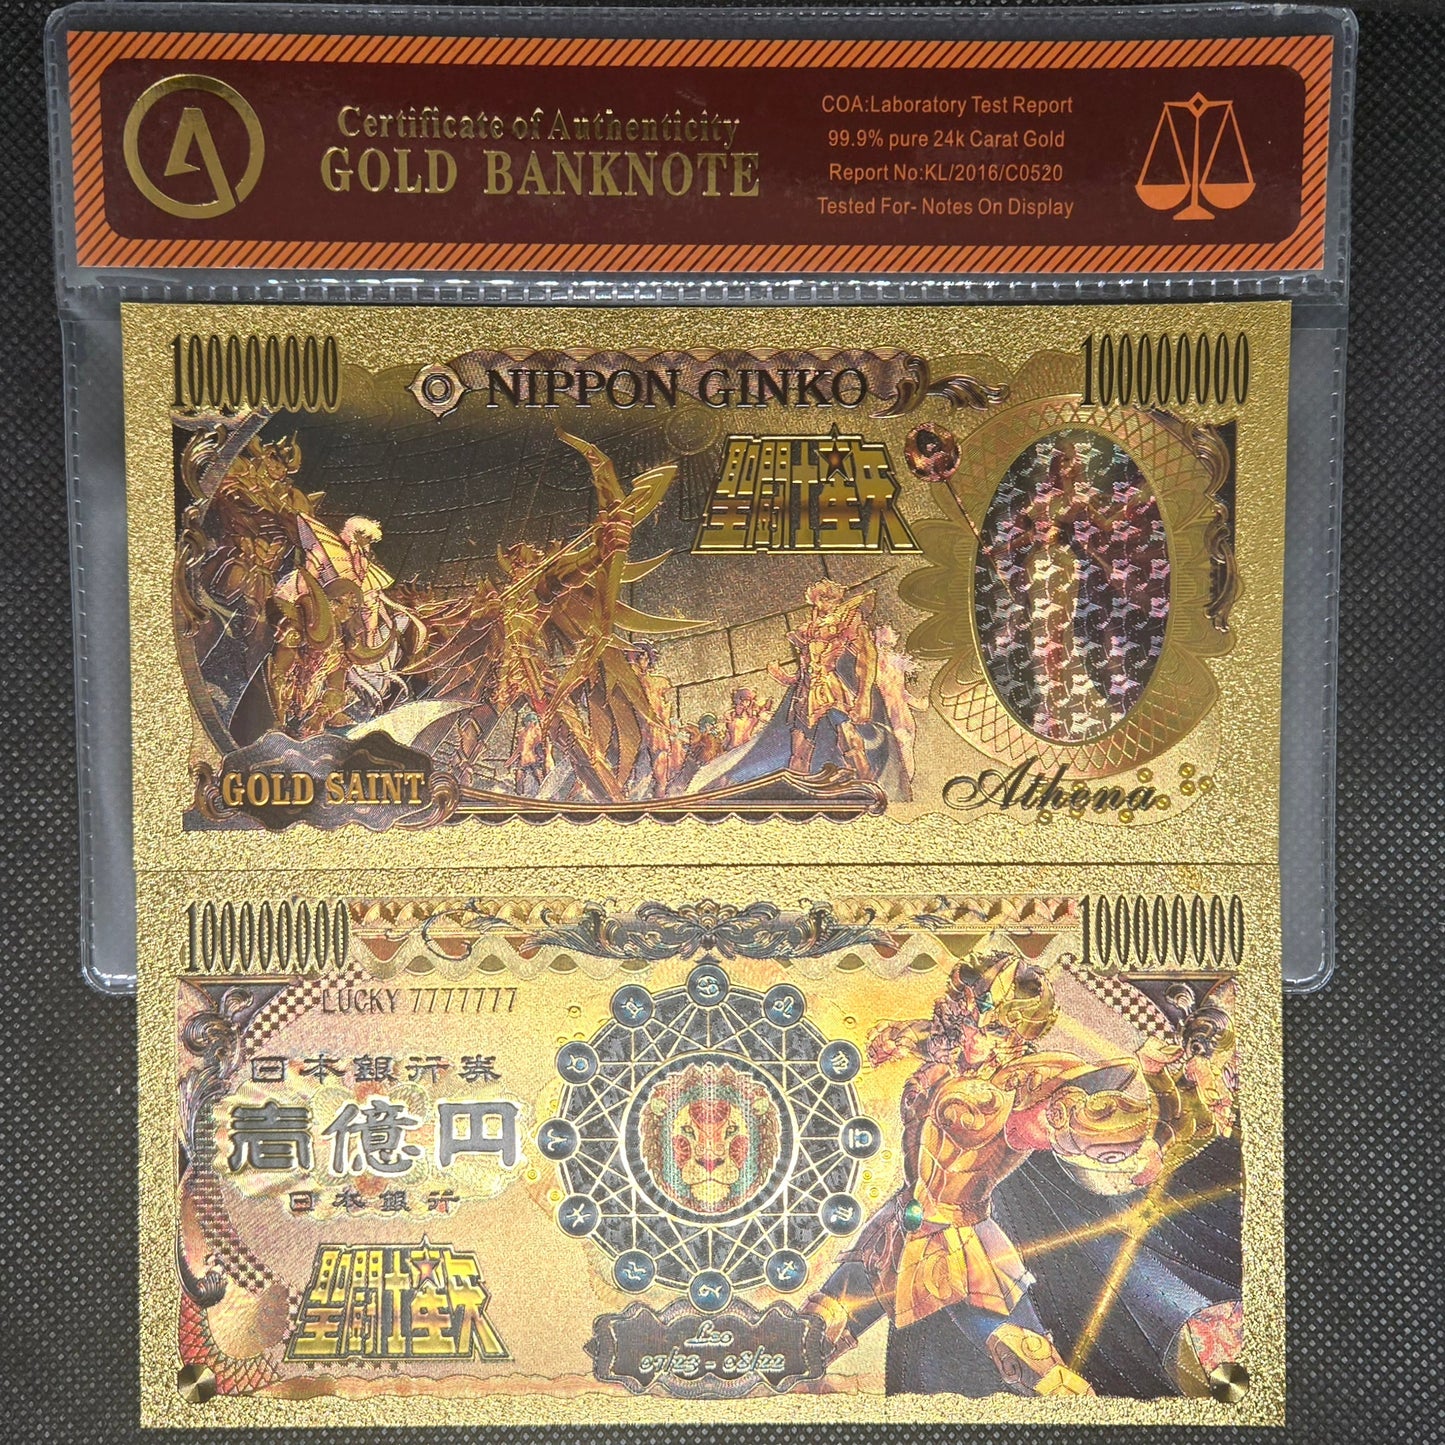 Certificate of Authenticity
GOLD BANKNOTE
COA:Laboratory Test Report
99.9% pure 24k Carat Gold
Report No:KL/2016/C0520
Tested For- Notes On Display
100000000
NIPPON GINKO
100000000
聖闘士星矢
GOLD SAINT
Athena
100000000
100000000
LUCKY 7777777
日本銀行券
壱億円
日本銀行
聖闘士星矢
Leo
07/23 - 08/22